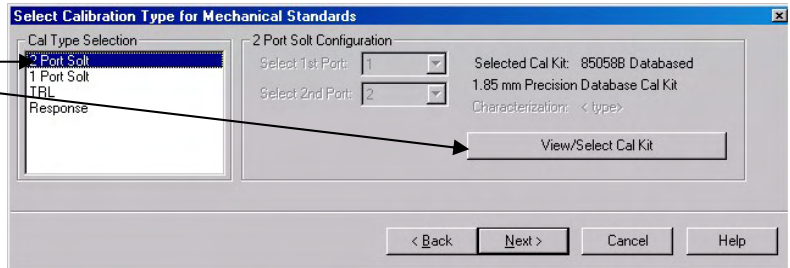 Select Calibration Type for Mechanical Standards
Cal Type Selection
2 Port Solt
1 Port Solt
TRL
Response
2 Port Solt Configuration
Select 1st Port: 1
Select 2nd Port: 2
Selected Cal Kit: 85058B Databased
1.85 mm Precision Database Cal Kit
Characterization: < type>
View/Select Cal Kit
< Back
Next >
Cancel
Help